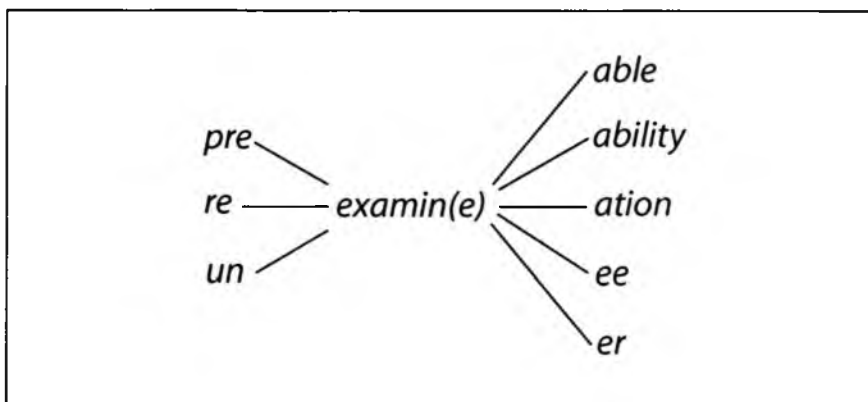 able
pre
ability
re
examin(e)
ation
un
ee
er